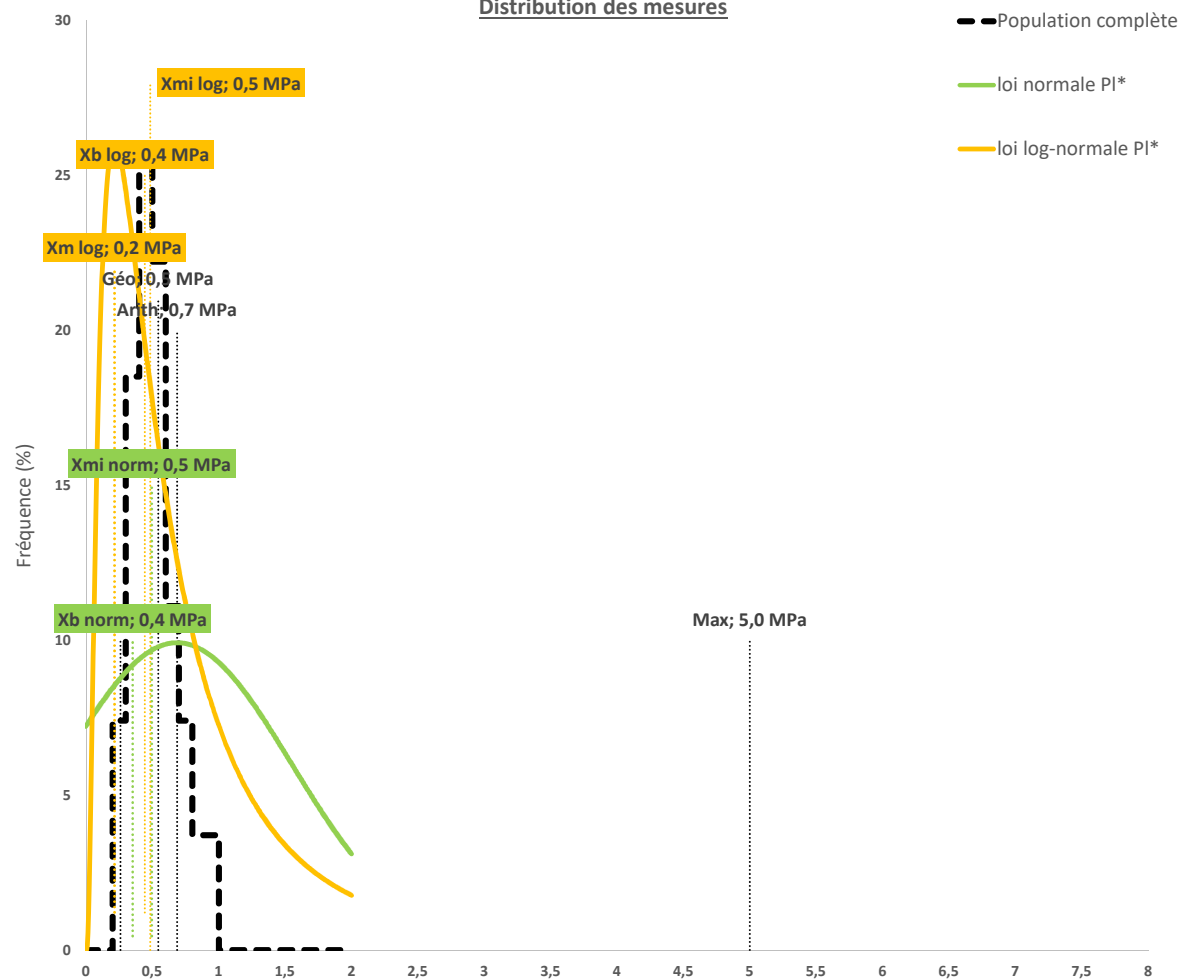 Distribution des mesures
Population complète
loi normale Pl*
loi log-normale Pl*
Xmi log; 0,5 MPa
Xb log; 0,4 MPa
Xm log; 0,2 MPa
Géo; 0,5 MPa
Arith; 0,7 MPa
Xmi norm; 0,5 MPa
Xb norm; 0,4 MPa
Max; 5,0 MPa
Fréquence (%)
30
25
20
15
10
5
0
0 0,5 1 1,5 2 2,5 3 3,5 4 4,5 5 5,5 6 6,5 7 7,5 8